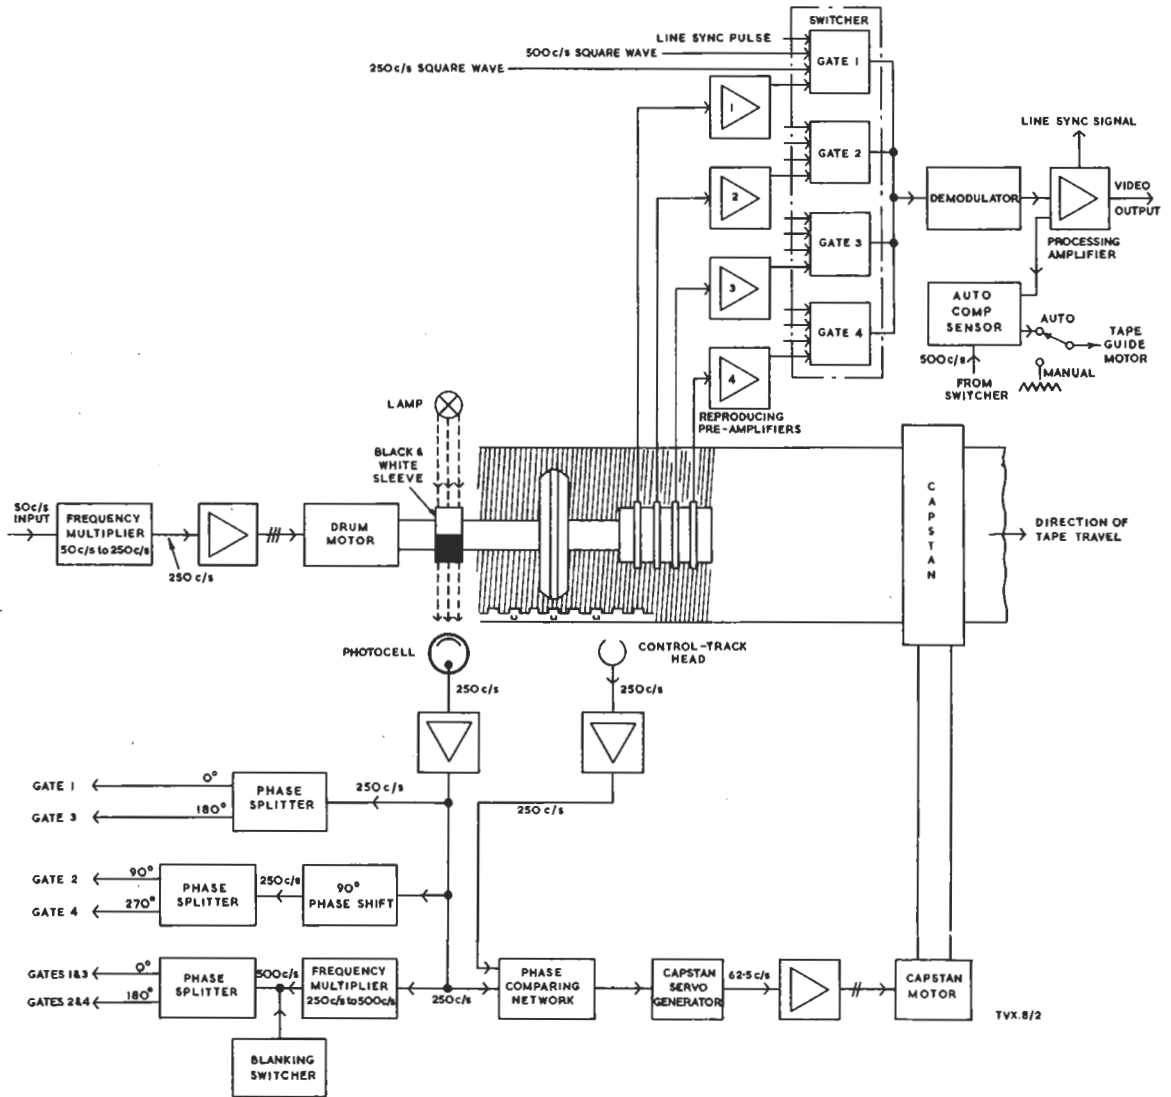 SWITCHER
LINE SYNC PULSE
500c/s SQUARE WAVE
250c/s SQUARE WAVE
GATE 1
1
GATE 2
2
GATE 3
3
GATE 4
4
REPRODUCING
PRE-AMPLIFIERS
DEMODULATOR
LINE SYNC SIGNAL
VIDEO
OUTPUT
PROCESSING
AMPLIFIER
AUTO
COMP
SENSOR
AUTO
TAPE
GUIDE
MOTOR
MANUAL
500c/s
FROM
SWITCHER
LAMP
BLACK &
WHITE
SLEEVE
50c/s
INPUT
FREQUENCY
MULTIPLIER
50c/s to 250c/s
250 c/s
DRUM
MOTOR
CAPSTAN
DIRECTION OF
TAPE TRAVEL
PHOTOCELL
250c/s
CONTROL-TRACK
HEAD
250c/s
GATE 1
0°
GATE 3
180°
PHASE
SPLITTER
250c/s
250c/s
GATE 2
90°
GATE 4
270°
PHASE
SPLITTER
250c/s
90°
PHASE SHIFT
GATES 1&3
0°
GATES 2&4
180°
PHASE
SPLITTER
500c/s
FREQUENCY
MULTIPLIER
250c/s to 500c/s
250c/s
PHASE
COMPARING
NETWORK
CAPSTAN
SERVO
GENERATOR
62·5c/s
CAPSTAN
MOTOR
BLANKING
SWITCHER
TVX.8/2